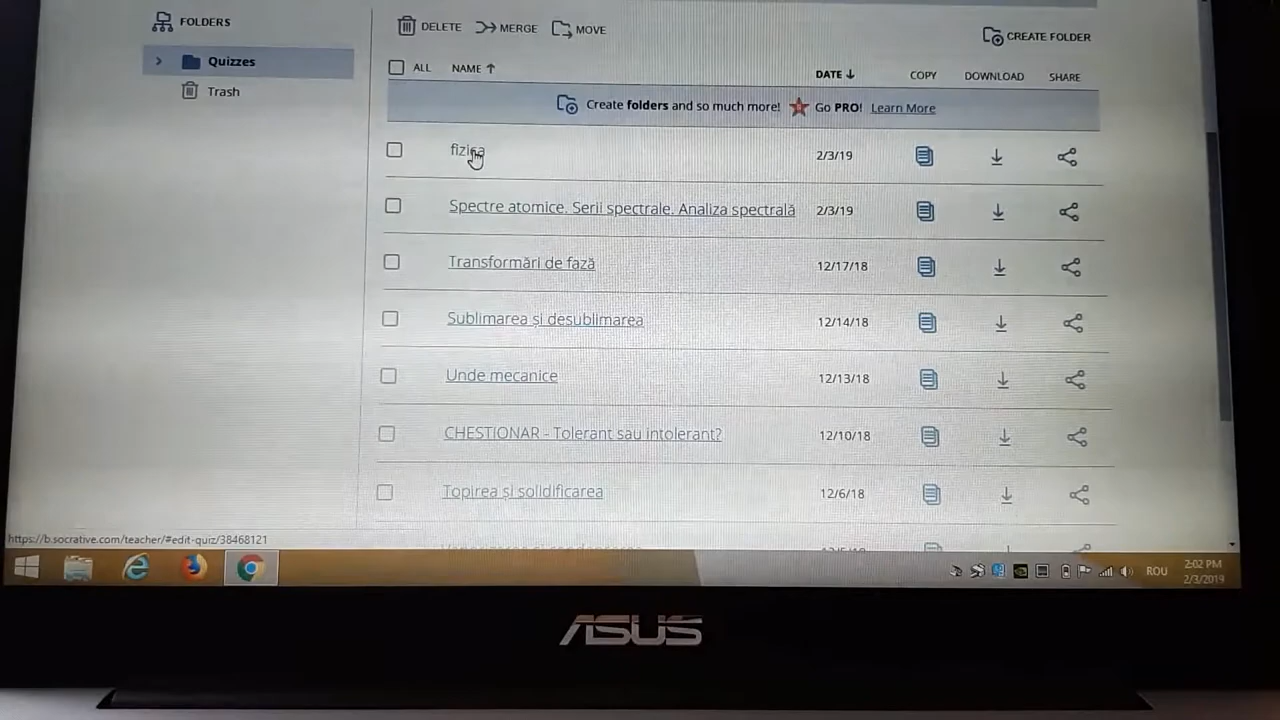 FOLDERS
Quizzes
Trash
DELETE MERGE MOVE
CREATE FOLDER
ALL NAME DATE COPY DOWNLOAD SHARE
Create folders and so much more! Go PRO! Learn More
fizica 2/3/19
Spectre atomice. Serii spectrale. Analiza spectrală 2/3/19
Transformări de fază 12/17/18
Sublimarea și desublimarea 12/14/18
Unde mecanice 12/13/18
CHESTIONAR - Tolerant sau intolerant? 12/10/18
Topirea și solidificarea 12/6/18
https://b.socrative.com/teacher/#edit-quiz/38468121
ROU
2:02 PM
2/3/2019
ASUS